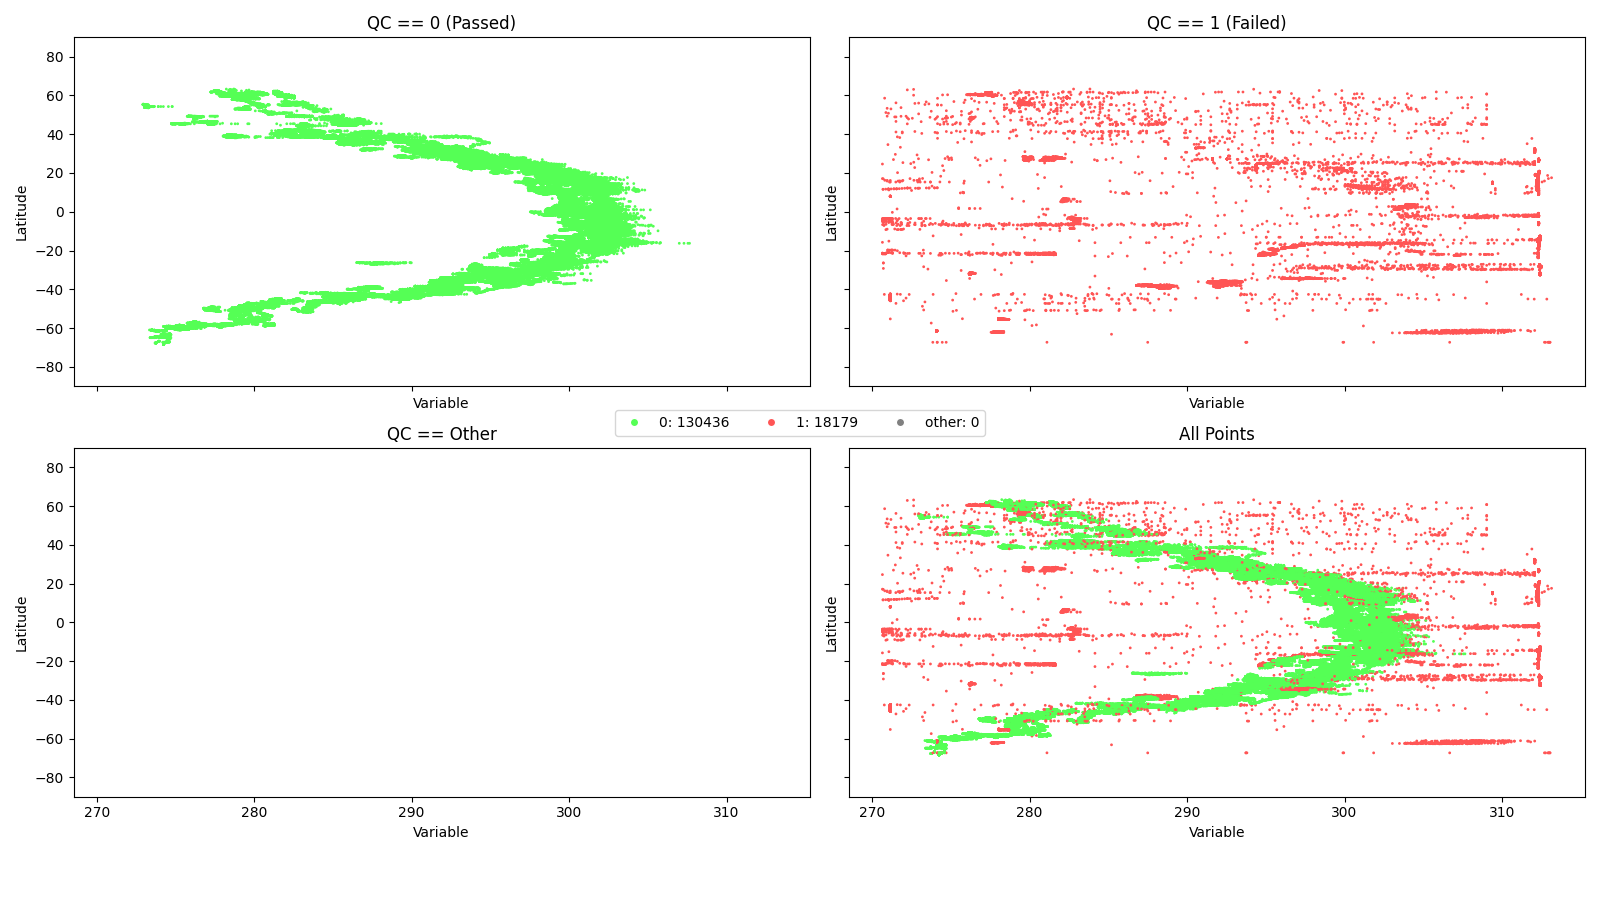 QC == 0 (Passed)
QC == 1 (Failed)
80
60
40
20
0
−20
−40
−60
−80
Latitude
Latitude
Variable
Variable
0: 130436
1: 18179
other: 0
QC == Other
All Points
80
60
40
20
0
−20
−40
−60
−80
Latitude
Latitude
270
280
290
300
310
270
280
290
300
310
Variable
Variable